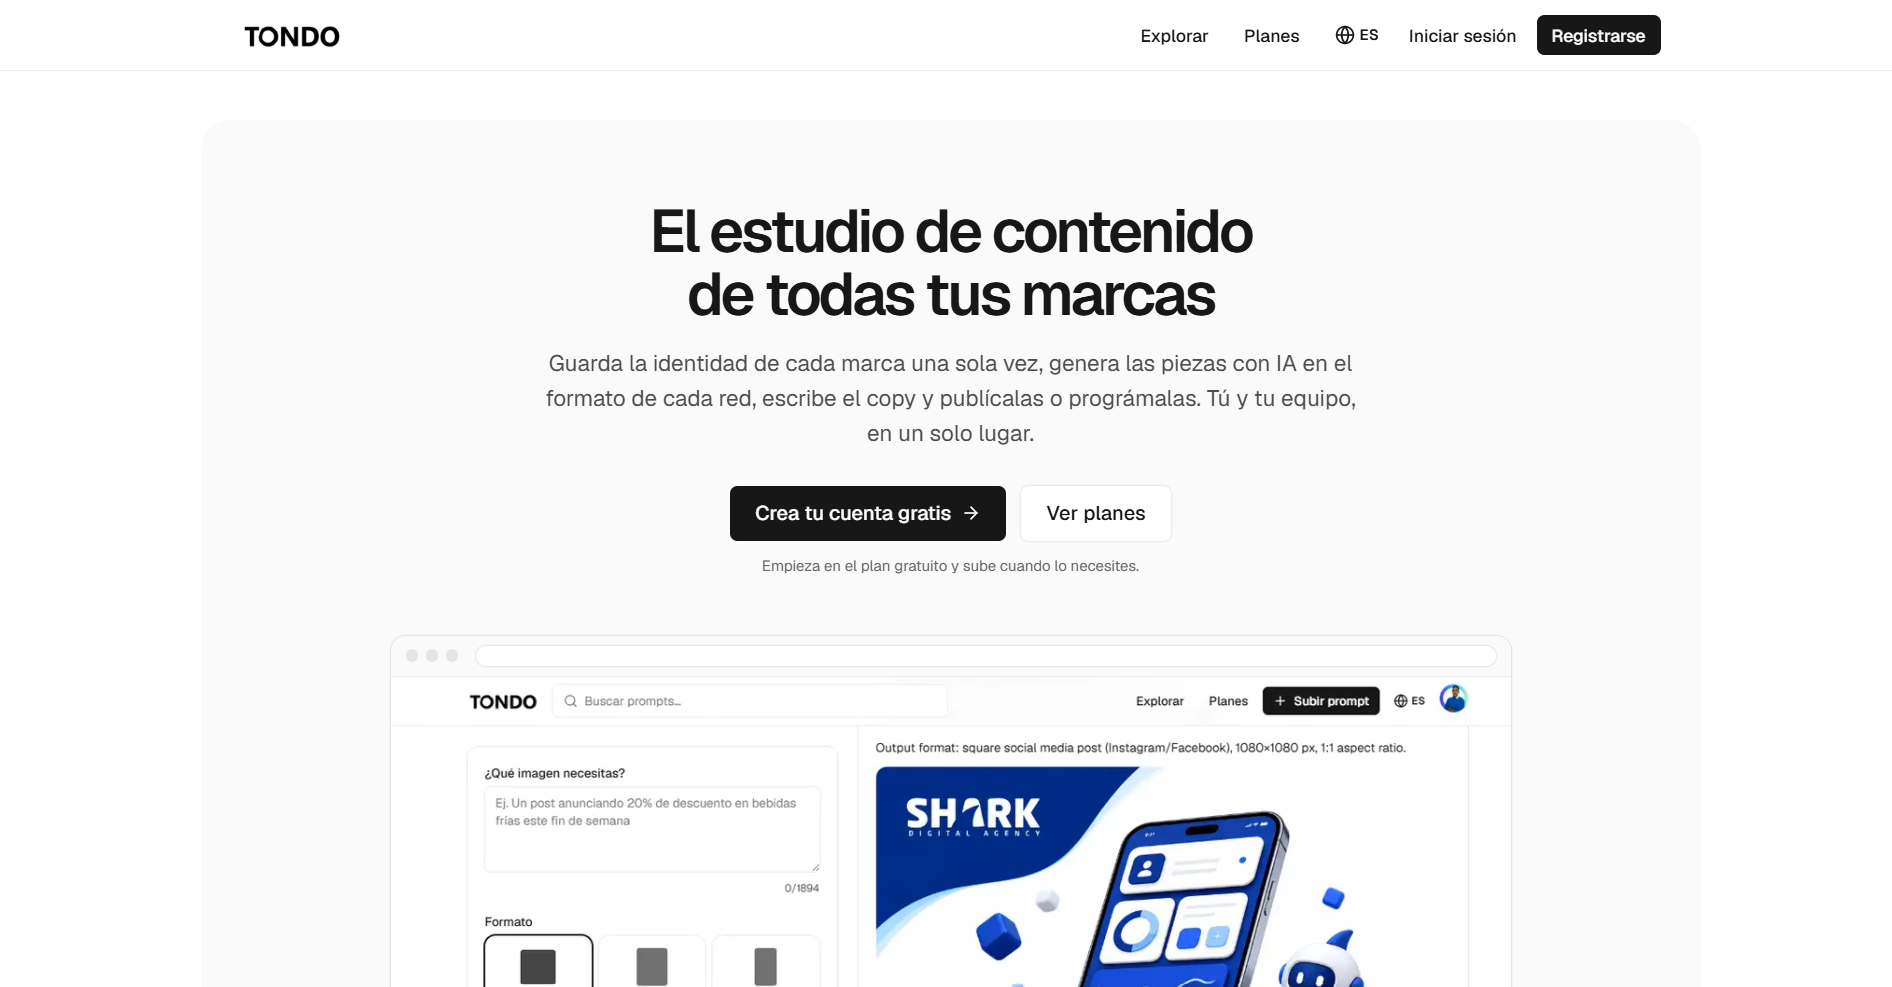 TONDO
Explorar
Planes
ES
Iniciar sesión
Registrarse
El estudio de contenido
de todas tus marcas
Guarda la identidad de cada marca una sola vez, genera las piezas con IA en el
formato de cada red, escribe el copy y publícalas o prográmalas. Tú y tu equipo,
en un solo lugar.
Crea tu cuenta gratis →
Ver planes
Empieza en el plan gratuito y sube cuando lo necesites.
TONDO
Buscar prompts...
Explorar
Planes
+ Subir prompt
ES
¿Qué imagen necesitas?
Ej. Un post anunciando 20% de descuento en bebidas
frías este fin de semana
0/1894
Formato
Output format: square social media post (Instagram/Facebook), 1080×1080 px, 1:1 aspect ratio.
SHARK
DIGITAL AGENCY